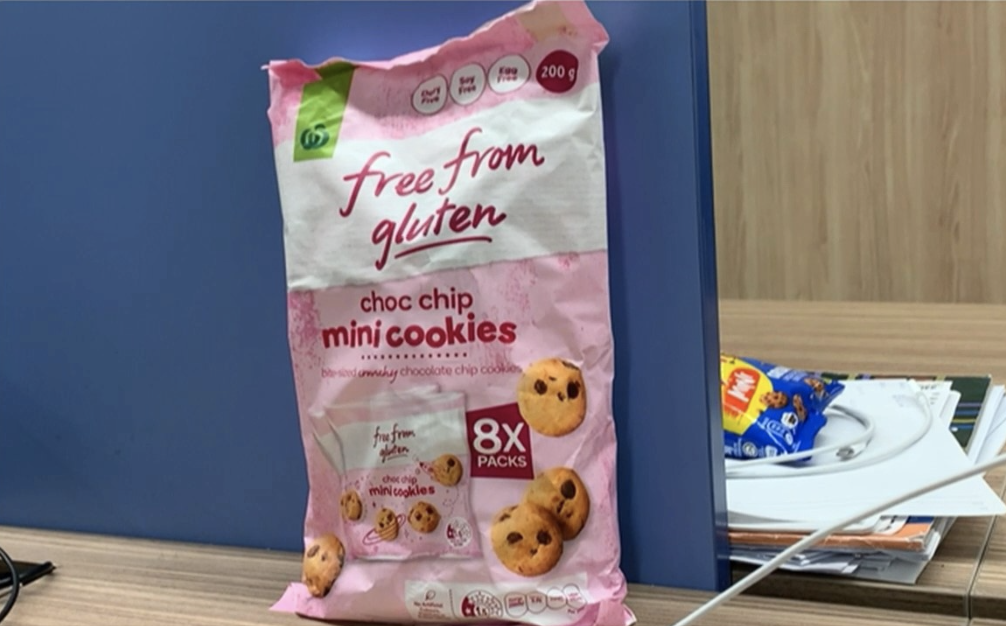 Dairy Free
Soy Free
Egg Free
200 g
free from
gluten
choc chip
mini cookies
bite-sized crunchy chocolate chip cookies
8X
PACKS
free from
gluten
choc chip
mini cookies
No Artificial